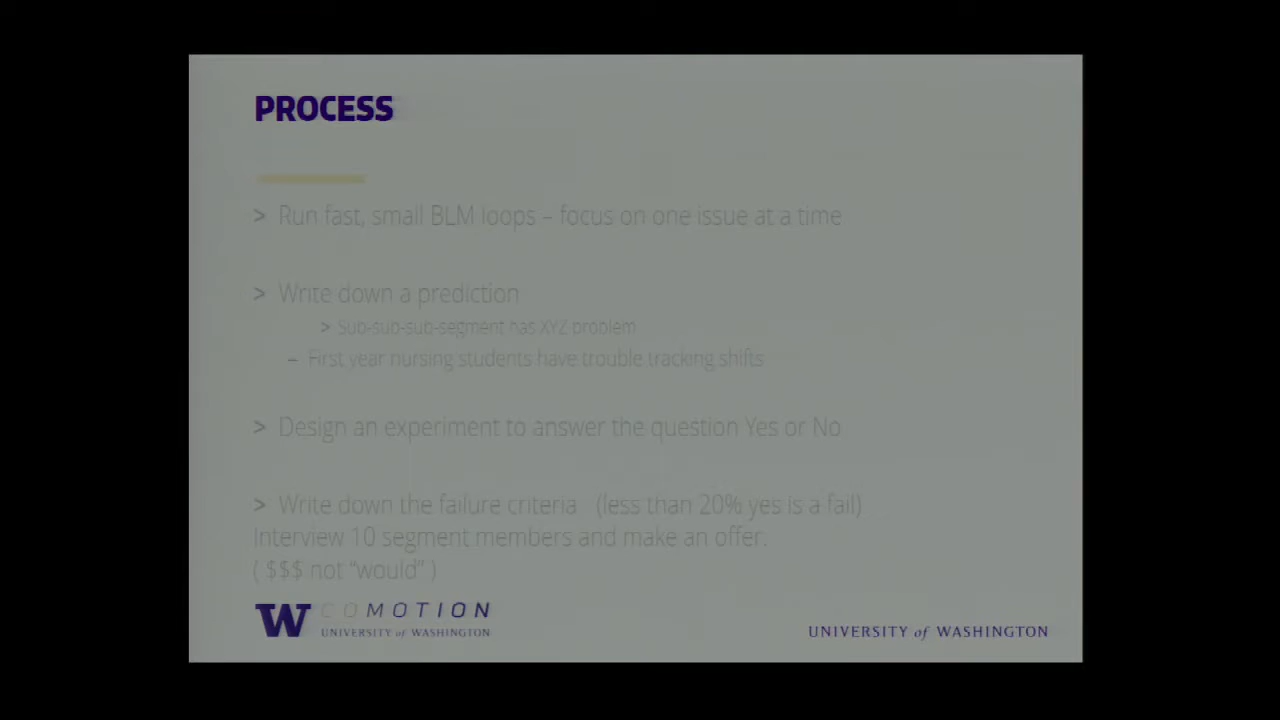 PROCESS
> Run fast, small BLM loops – focus on one issue at a time
> Write down a prediction
> Sub-sub-sub-segment has XYZ problem
– First year nursing students have trouble tracking shifts
> Design an experiment to answer the question Yes or No
> Write down the failure criteria (less than 20% yes is a fail)
Interview 10 segment members and make an offer.
( $$$ not “would” )
W COMOTION
UNIVERSITY of WASHINGTON
UNIVERSITY of WASHINGTON